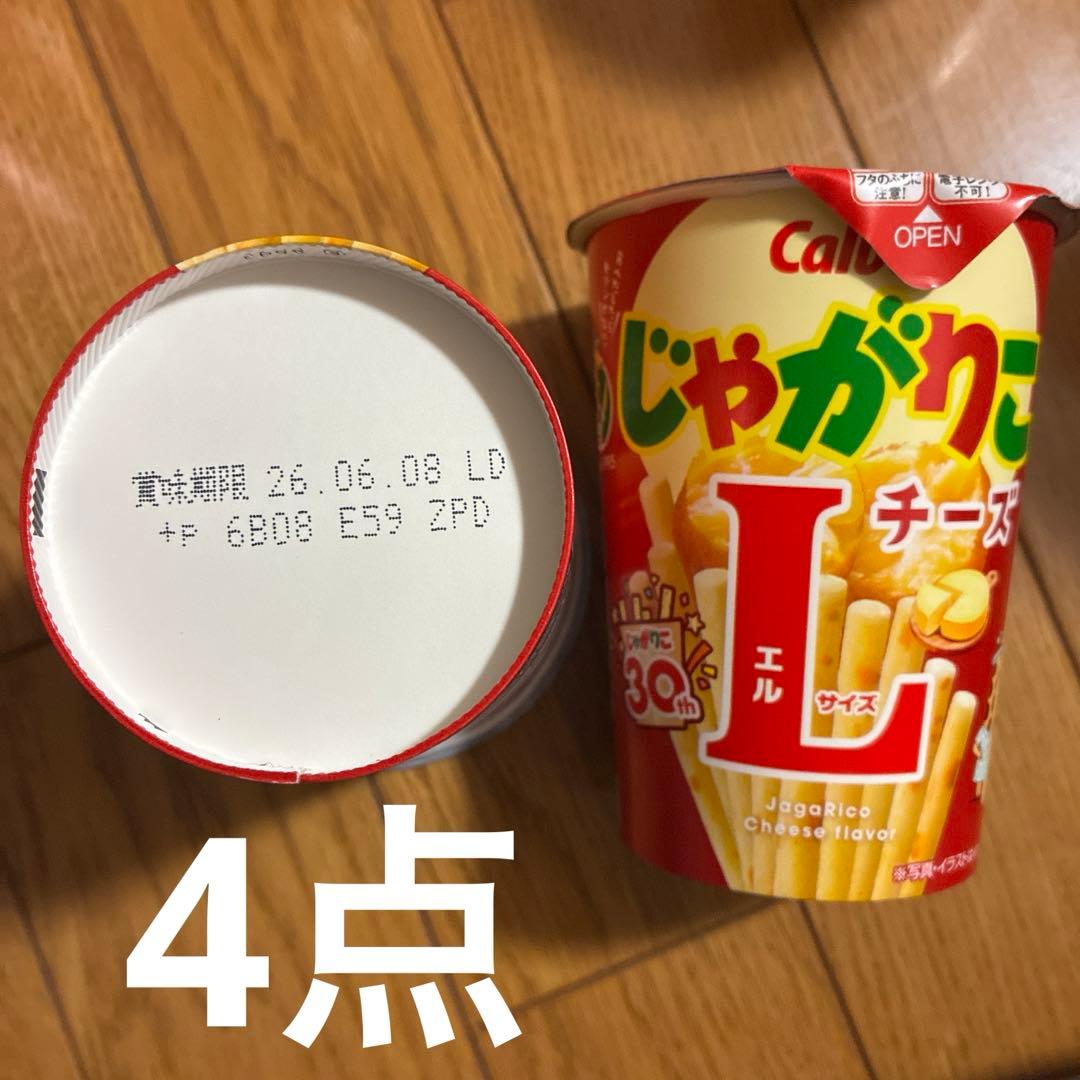 賞味期限 26.06.08 LD
+P 6B08 E59 ZPD
フタのふちに
注意!
電子レンジ
不可!
OPEN
じゃがりこ
チーズ
L
エル
サイズ
じゃがりこ
30th
JagaRico
Cheese flavor
4点